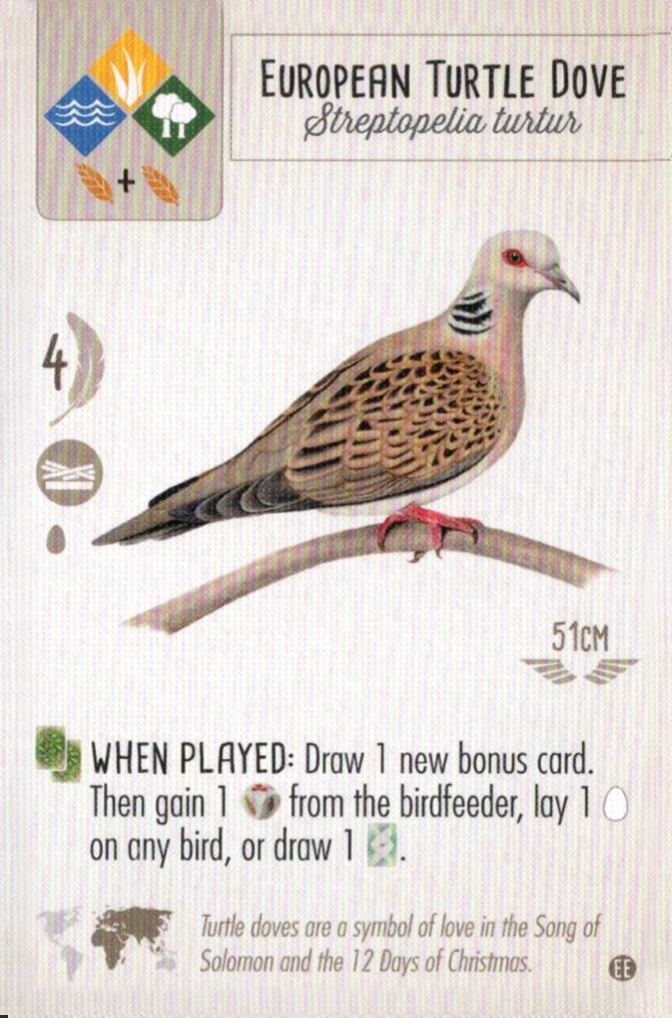 EUROPEAN TURTLE DOVE
Streptopelia turtur
+
4
51CM
WHEN PLAYED: Draw 1 new bonus card.
Then gain 1 from the birdfeeder, lay 1
on any bird, or draw 1 .
Turtle doves are a symbol of love in the Song of
Solomon and the 12 Days of Christmas.
EE